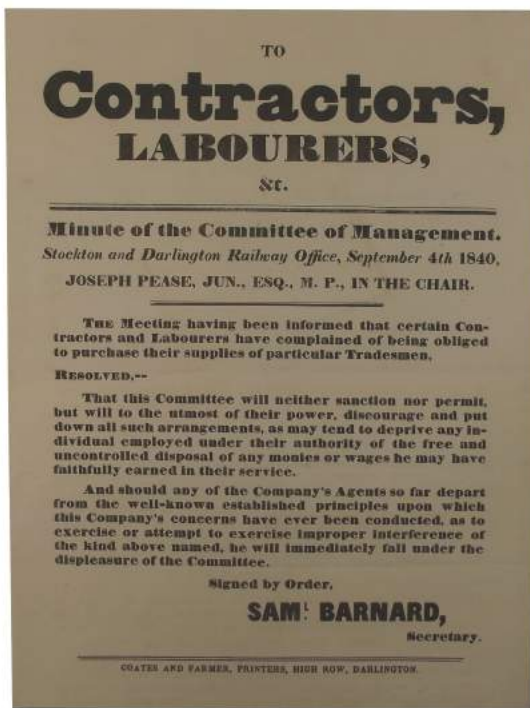 TO
Contractors,
LABOURERS,
&c.
Minute of the Committee of Management.
Stockton and Darlington Railway Office, September 4th 1840,
JOSEPH PEASE, JUN., ESQ., M. P., IN THE CHAIR.
THE Meeting having been informed that certain Con-
tractors and Labourers have complained of being obliged
to purchase their supplies of particular Tradesmen,
RESOLVED,--
That this Committee will neither sanction nor permit,
but will to the utmost of their power, discourage and put
down all such arrangements, as may tend to deprive any in-
dividual employed under their authority of the free and
uncontrolled disposal of any monies or wages he may have
faithfully earned in their service.
And should any of the Company's Agents so far depart
from the well-known established principles upon which
this Company's concerns have ever been conducted, as to
exercise or attempt to exercise improper interference of
the kind above named, he will immediately fall under the
displeasure of the Committee.
Signed by Order,
SAML. BARNARD,
Secretary.
COATES AND FARMER, PRINTERS, HIGH ROW, DARLINGTON.